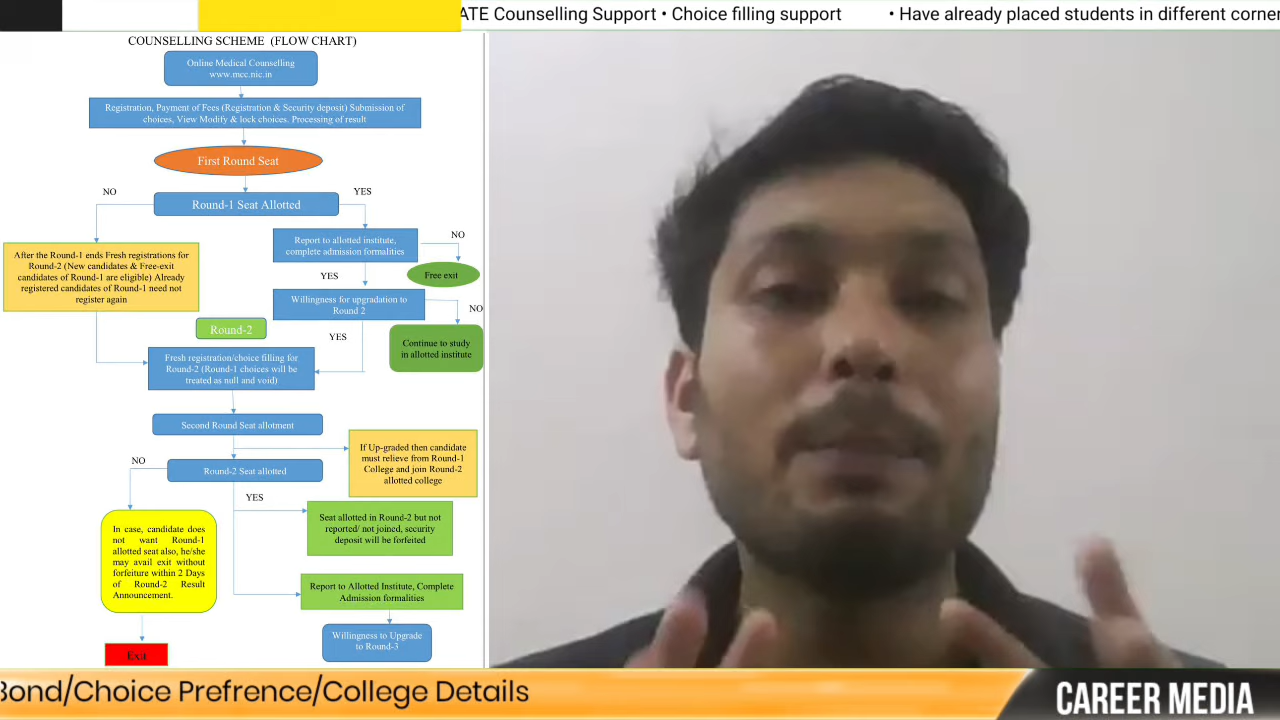 ATE Counselling Support • Choice filling support • Have already placed students in different corner
COUNSELLING SCHEME (FLOW CHART)
Online Medical Counselling
www.mcc.nic.in
Registration, Payment of Fees (Registration & Security deposit) Submission of
choices, View Modify & lock choices. Processing of result
First Round Seat
NO
YES
Round-1 Seat Allotted
Report to allotted institute,
complete admission formalities
NO
Free exit
After the Round-1 ends Fresh registrations for
Round-2 (New candidates & Free-exit
candidates of Round-1 are eligible) Already
registered candidates of Round-1 need not
register again
YES
Willingness for upgradation to
Round 2
NO
Continue to study
in allotted institute
Round-2
YES
Fresh registration/choice filling for
Round-2 (Round-1 choices will be
treated as null and void)
Second Round Seat allotment
If Up-graded then candidate
must relieve from Round-1
College and join Round-2
allotted college
NO
Round-2 Seat allotted
YES
Seat allotted in Round-2 but not
reported/ not joined, security
deposit will be forfeited
In case, candidate does
not want Round-1
allotted seat also, he/she
may avail exit without
forfeiture within 2 Days
of Round-2 Result
Announcement.
Report to Allotted Institute, Complete
Admission formalities
Willingness to Upgrade
to Round-3
Exit
Bond/Choice Prefrence/College Details
CAREER MEDIA